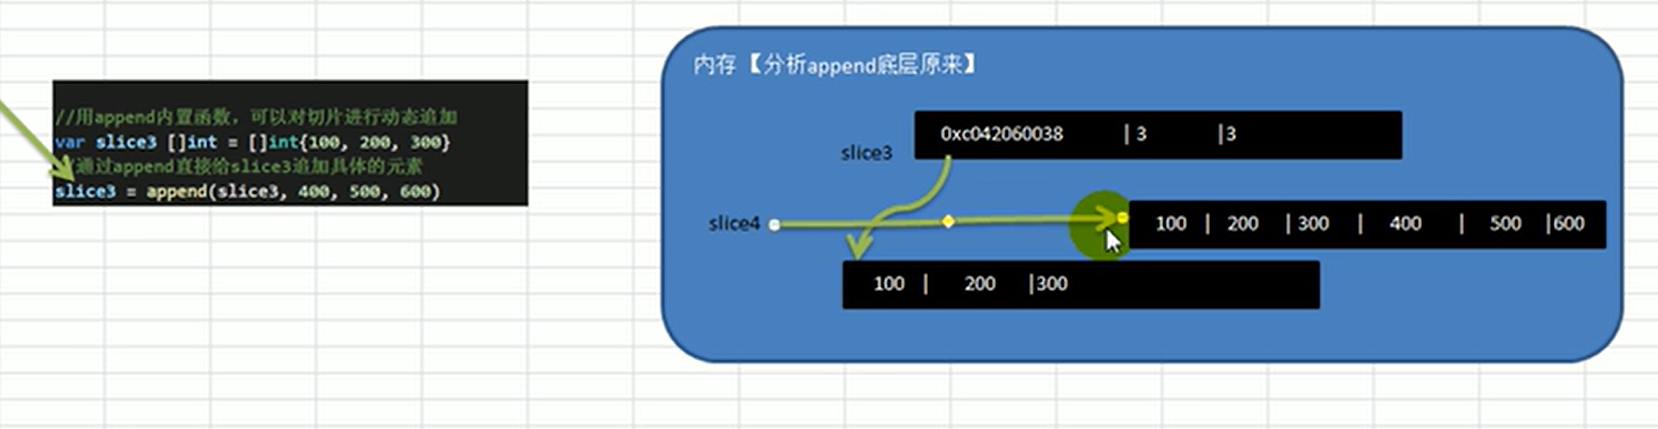 //用append内置函数，可以对切片进行动态追加
var slice3 []int = []int{100, 200, 300}
/通过append直接给slice3追加具体的元素
slice3 = append(slice3, 400, 500, 600)
内存【分析append底层原来】
slice3
0xc042060038 |3 |3
slice4
100 | 200 |300 | 400 | 500 |600
100 | 200 |300